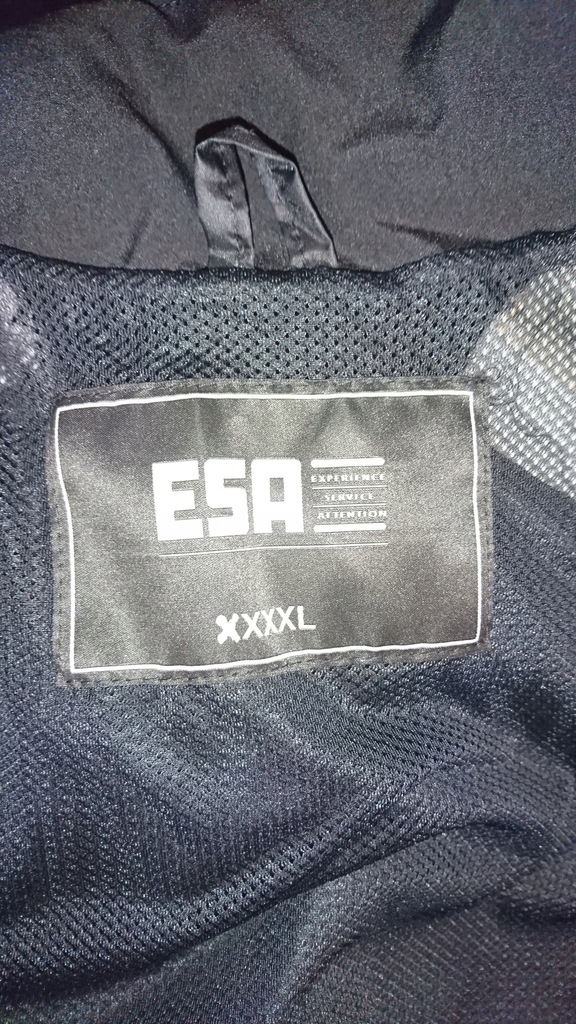 ESA
EXPERIENCE
SERVICE
ATTENTION
XXXXL